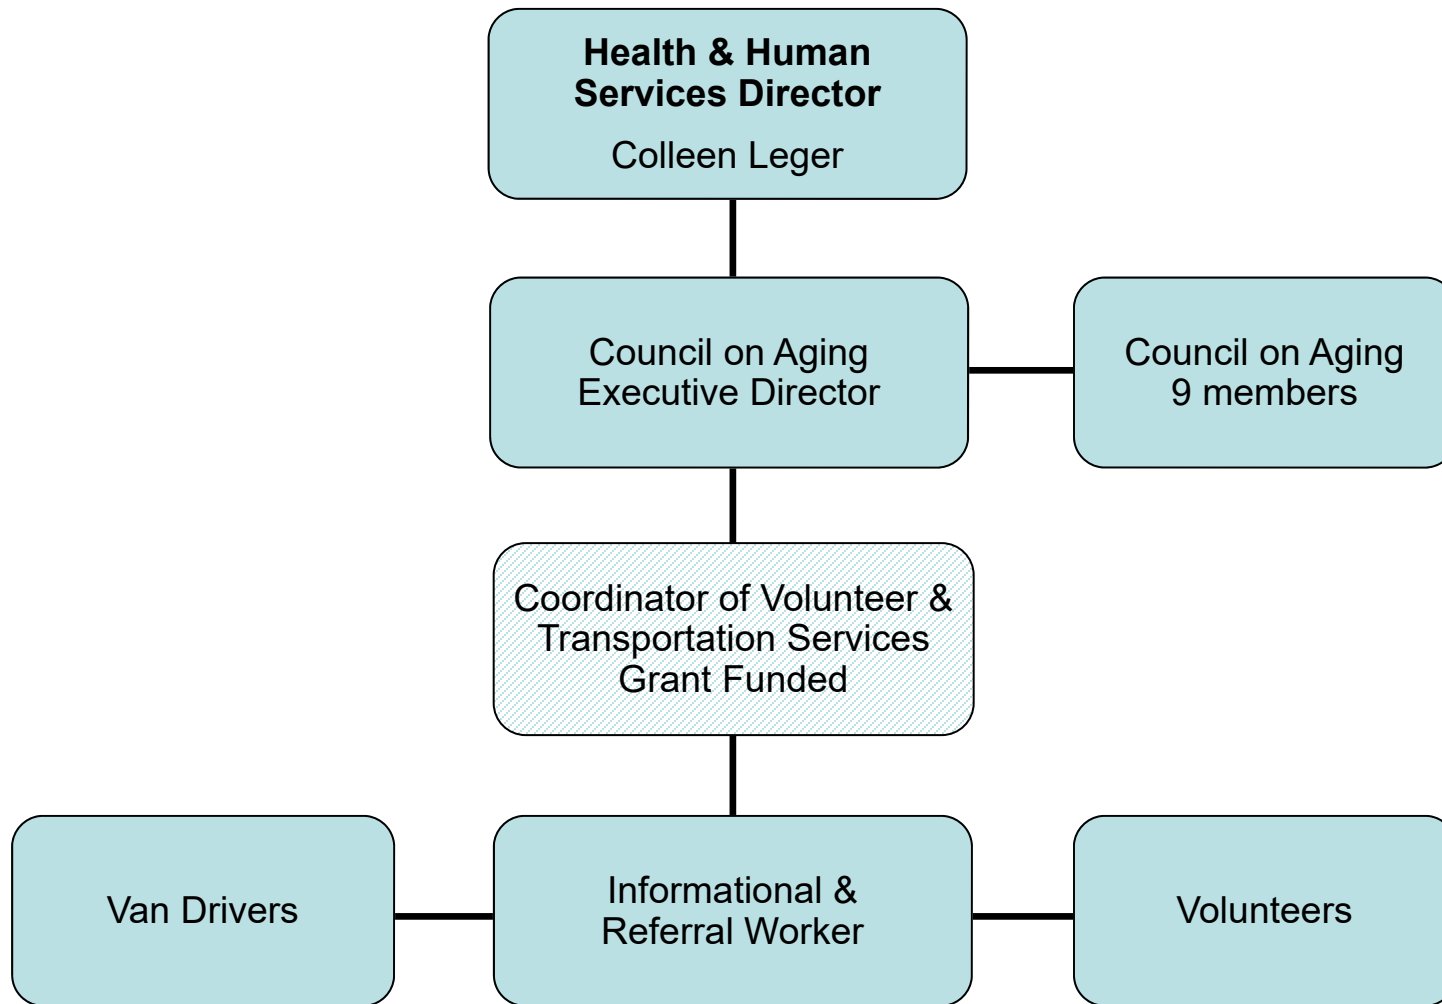 Health & Human
Services Director
Colleen Leger
Council on Aging
Executive Director
Council on Aging
9 members
Coordinator of Volunteer &
Transportation Services
Grant Funded
Van Drivers
Informational &
Referral Worker
Volunteers